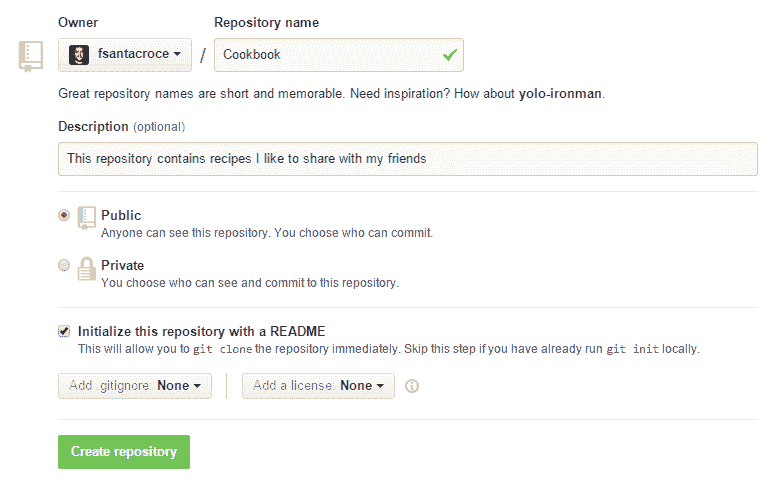 Owner Repository name
fsantacroce / Cookbook
Great repository names are short and memorable. Need inspiration? How about yolo-ironman.
Description (optional)
This repository contains recipes I like to share with my friends
Public
Anyone can see this repository. You choose who can commit.
Private
You choose who can see and commit to this repository.
Initialize this repository with a README
This will allow you to git clone the repository immediately. Skip this step if you have already run git init locally.
Add .gitignore: None Add a license: None
Create repository